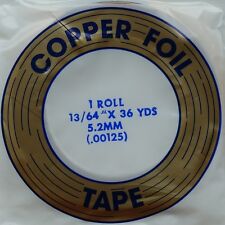 COPPER FOIL
1 ROLL
13/64" X 36 YDS
5.2MM
(.00125)
TAPE